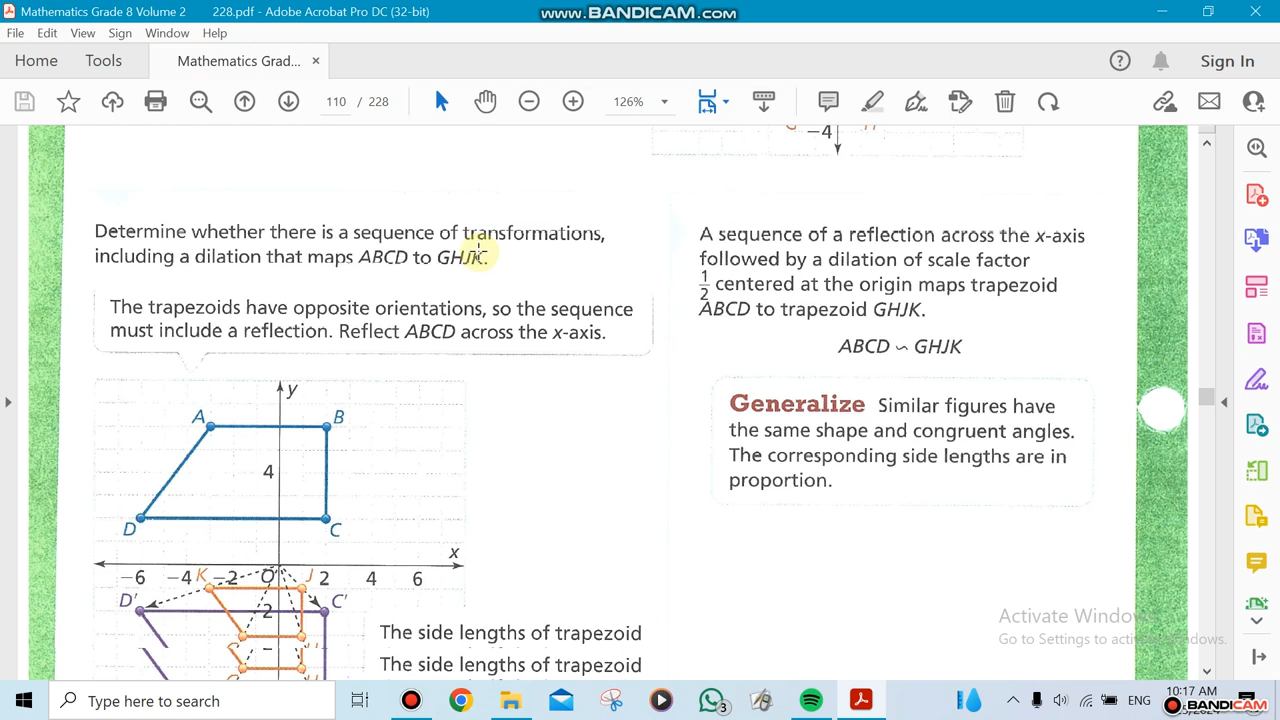 Mathematics Grade 8 Volume 2 228.pdf - Adobe Acrobat Pro DC (32-bit)
www.BANDICAM.com
File Edit View Sign Window Help
Home Tools Mathematics Grad... × Sign In
110 / 228 126%
−4
Determine whether there is a sequence of transformations,
including a dilation that maps ABCD to GHJK.
The trapezoids have opposite orientations, so the sequence
must include a reflection. Reflect ABCD across the x-axis.
A sequence of a reflection across the x-axis
followed by a dilation of scale factor
1/2 centered at the origin maps trapezoid
ABCD to trapezoid GHJK.
ABCD ∽ GHJK
Generalize Similar figures have
the same shape and congruent angles.
The corresponding side lengths are in
proportion.
y
A B
4
D C
x
−6 −4 K −2 O J 2 4 6
D' C'
2
The side lengths of trapezoid
The side lengths of trapezoid
Activate Windows
Go to Settings to activate Windows.
Type here to search
3
ENG
10:17 AM
BANDICAM